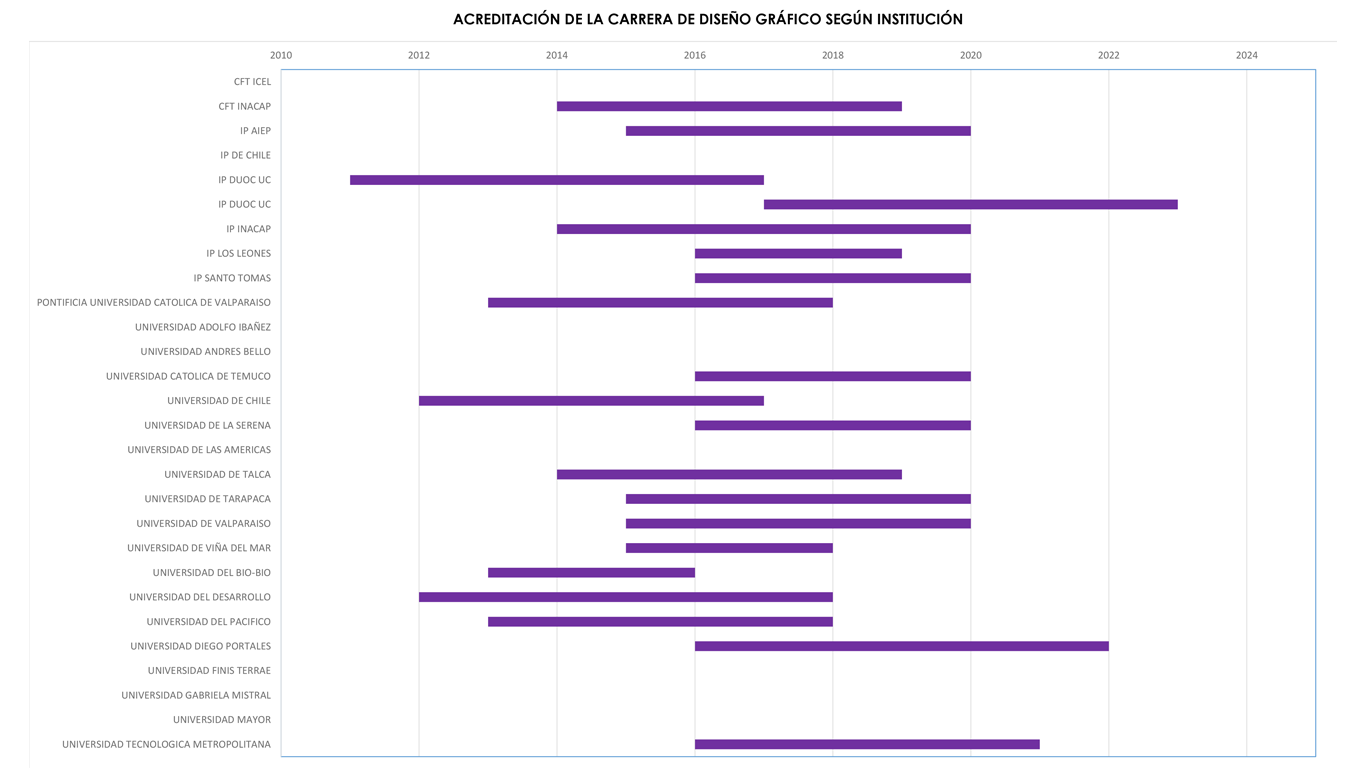 ACREDITACIÓN DE LA CARRERA DE DISEÑO GRÁFICO SEGÚN INSTITUCIÓN
2010 2012 2014 2016 2018 2020 2022 2024
CFT ICEL
CFT INACAP
IP AIEP
IP DE CHILE
IP DUOC UC
IP DUOC UC
IP INACAP
IP LOS LEONES
IP SANTO TOMAS
PONTIFICIA UNIVERSIDAD CATOLICA DE VALPARAISO
UNIVERSIDAD ADOLFO IBAÑEZ
UNIVERSIDAD ANDRES BELLO
UNIVERSIDAD CATOLICA DE TEMUCO
UNIVERSIDAD DE CHILE
UNIVERSIDAD DE LA SERENA
UNIVERSIDAD DE LAS AMERICAS
UNIVERSIDAD DE TALCA
UNIVERSIDAD DE TARAPACA
UNIVERSIDAD DE VALPARAISO
UNIVERSIDAD DE VIÑA DEL MAR
UNIVERSIDAD DEL BIO-BIO
UNIVERSIDAD DEL DESARROLLO
UNIVERSIDAD DEL PACIFICO
UNIVERSIDAD DIEGO PORTALES
UNIVERSIDAD FINIS TERRAE
UNIVERSIDAD GABRIELA MISTRAL
UNIVERSIDAD MAYOR
UNIVERSIDAD TECNOLOGICA METROPOLITANA